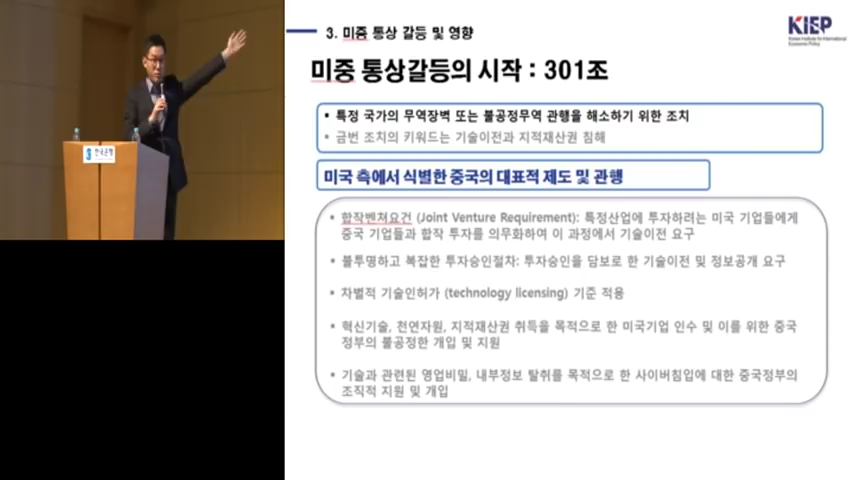 3. 미중 통상 갈등 및 영향
KIEP
Korea Institute for International
Economic Policy
미중 통상갈등의 시작 : 301조
▪ 특정 국가의 무역장벽 또는 불공정무역 관행을 해소하기 위한 조치
▪ 금번 조치의 키워드는 기술이전과 지적재산권 침해
미국 측에서 식별한 중국의 대표적 제도 및 관행
▪ 합작벤쳐요건 (Joint Venture Requirement): 특정산업에 투자하려는 미국 기업들에게
중국 기업들과 합작 투자를 의무화하여 이 과정에서 기술이전 요구
▪ 불투명하고 복잡한 투자승인절차: 투자승인을 담보로 한 기술이전 및 정보공개 요구
▪ 차별적 기술인허가 (technology licensing) 기준 적용
▪ 혁신기술, 천연자원, 지적재산권 취득을 목적으로 한 미국기업 인수 및 이를 위한 중국
정부의 불공정한 개입 및 지원
▪ 기술과 관련된 영업비밀, 내부정보 탈취를 목적으로 한 사이버침입에 대한 중국정부의
조직적 지원 및 개입
한국은행